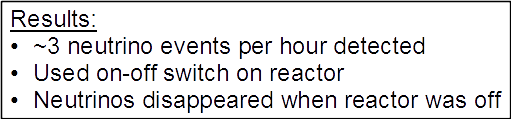 Results:
• ~3 neutrino events per hour detected
• Used on-off switch on reactor
• Neutrinos disappeared when reactor was off